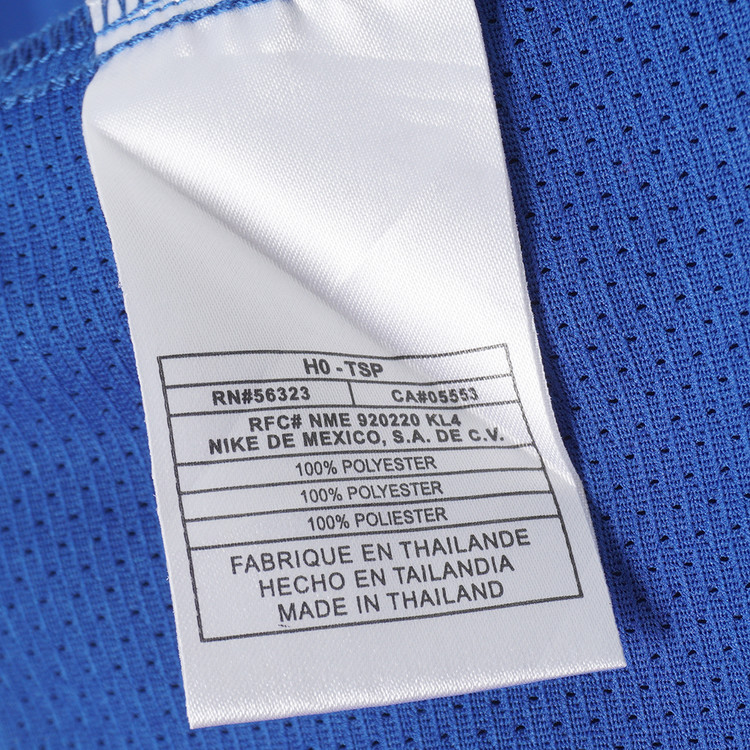 H0 - TSP
RN#56323 CA#05553
RFC# NME 920220 KL4
NIKE DE MEXICO, S.A. DE C.V.
100% POLYESTER
100% POLYESTER
100% POLIESTER
FABRIQUE EN THAILANDE
HECHO EN TAILANDIA
MADE IN THAILAND